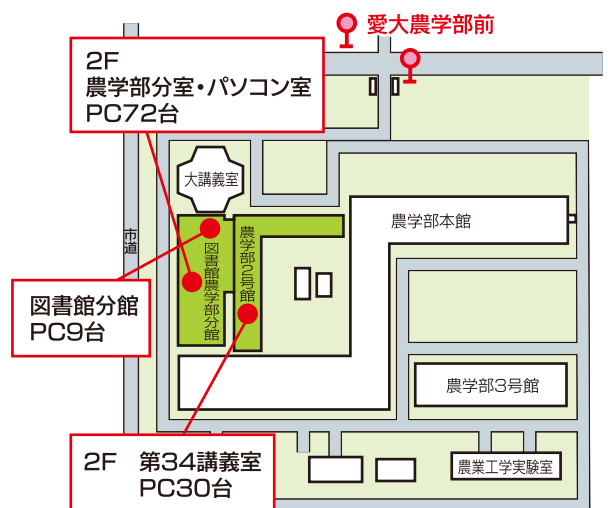 愛大農学部前
2F
農学部分室・パソコン室
PC72台
大講義室
農学部本館
市道
図書館農学部分館
農学部2号館
図書館分館
PC9台
農学部3号館
2F 第34講義室
PC30台
農業工学実験室